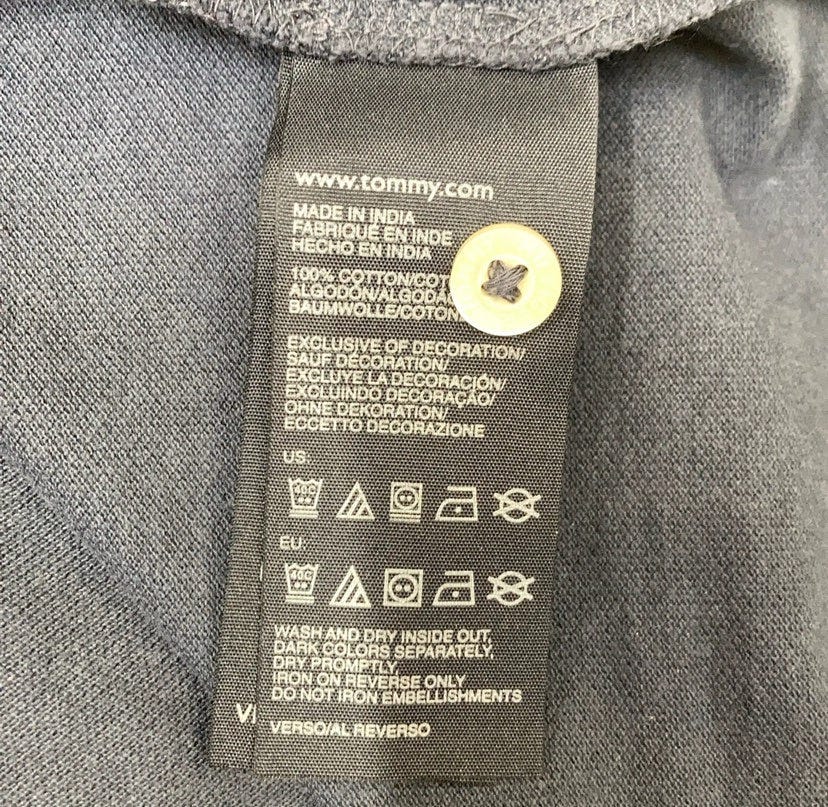 www.tommy.com
MADE IN INDIA
FABRIQUÉ EN INDE
HECHO EN INDIA
100% COTTON/COT
ALGODÓN/ALGODÃ
BAUMWOLLE/COTON
EXCLUSIVE OF DECORATION/
SAUF DÉCORATION/
EXCLUYE LA DECORACIÓN/
EXCLUINDO DECORAÇÃO/
OHNE DEKORATION/
ECCETTO DECORAZIONE
US:
40C
EU:
40C
WASH AND DRY INSIDE OUT,
DARK COLORS SEPARATELY,
DRY PROMPTLY,
IRON ON REVERSE ONLY
DO NOT IRON EMBELLISHMENTS
VERSO/AL REVERSO